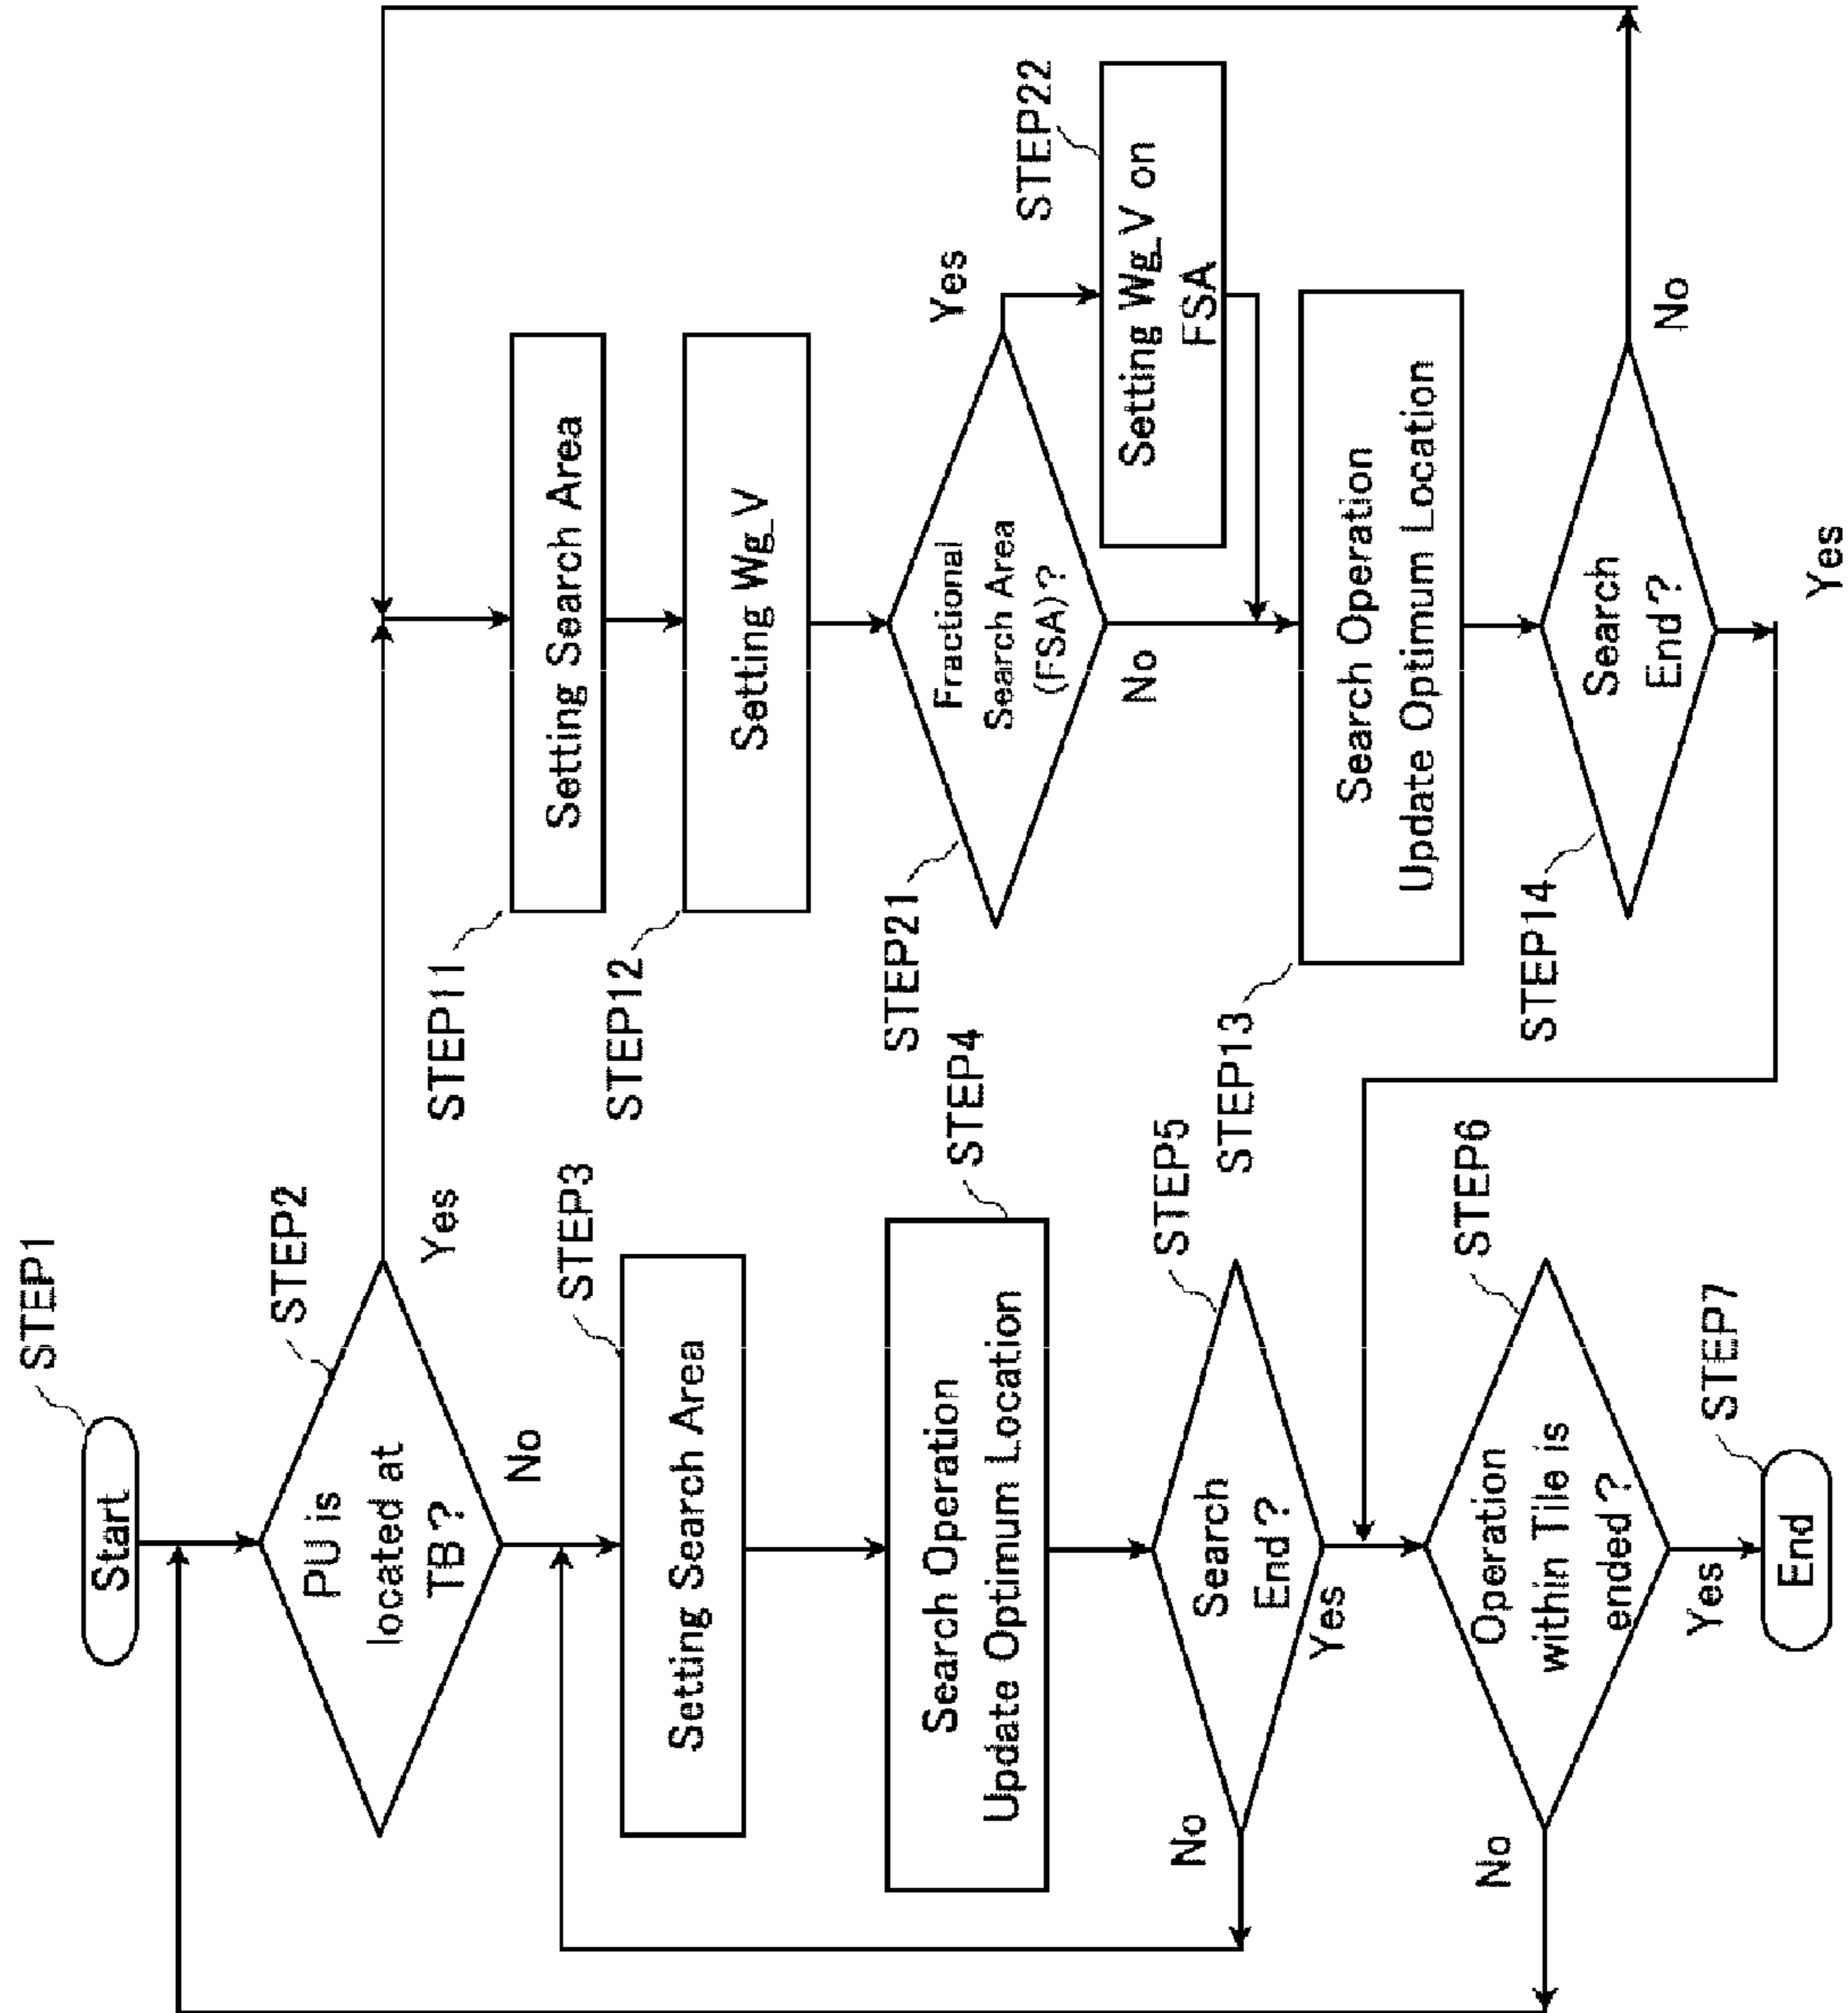 STEP1
Start
STEP2
PU is
located at
TB?
Yes
No
STEP3
Setting Search Area
STEP4
Search Operation
Update Optimum Location
STEP5
Search
End?
No
Yes
STEP6
Operation
within Tile is
ended?
No
Yes
STEP7
End
STEP11
Setting Search Area
STEP12
Setting Wg_V
STEP21
Fractional
Search Area
(FSA)?
Yes
No
STEP22
Setting Wg_V on
FSA
STEP13
Search Operation
Update Optimum Location
STEP14
Search
End?
No
Yes